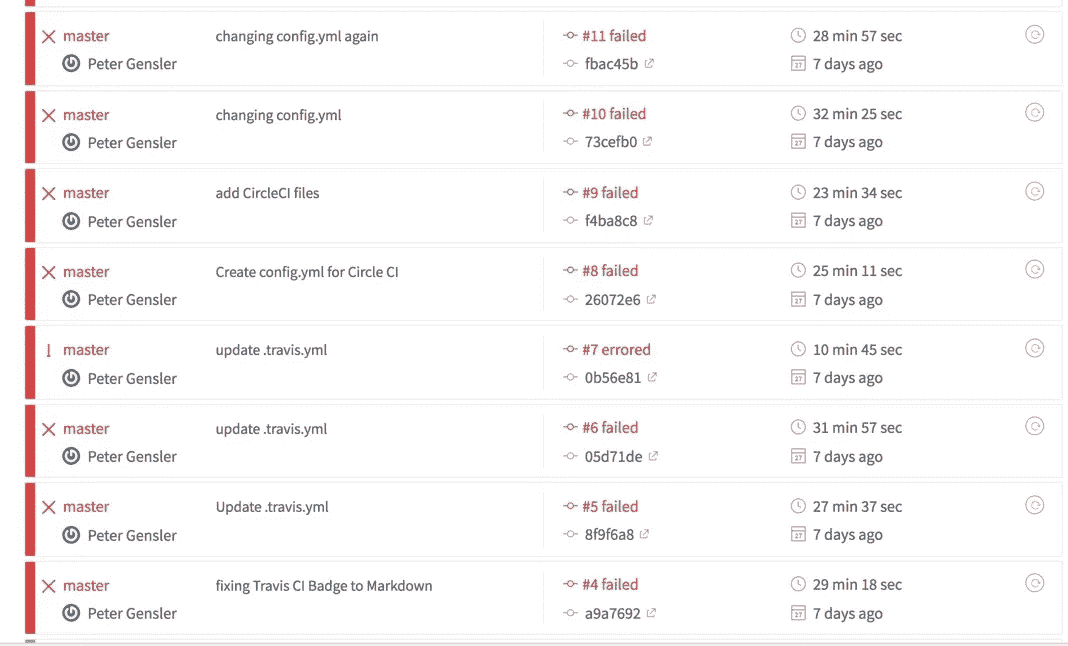 master changing config.yml again #11 failed 28 min 57 sec
Peter Gensler fbac45b 7 days ago
master changing config.yml #10 failed 32 min 25 sec
Peter Gensler 73cefb0 7 days ago
master add CircleCI files #9 failed 23 min 34 sec
Peter Gensler f4ba8c8 7 days ago
master Create config.yml for Circle CI #8 failed 25 min 11 sec
Peter Gensler 26072e6 7 days ago
! master update .travis.yml #7 errored 10 min 45 sec
Peter Gensler 0b56e81 7 days ago
master update .travis.yml #6 failed 31 min 57 sec
Peter Gensler 05d71de 7 days ago
master Update .travis.yml #5 failed 27 min 37 sec
Peter Gensler 8f9f6a8 7 days ago
master fixing Travis CI Badge to Markdown #4 failed 29 min 18 sec
Peter Gensler a9a7692 7 days ago